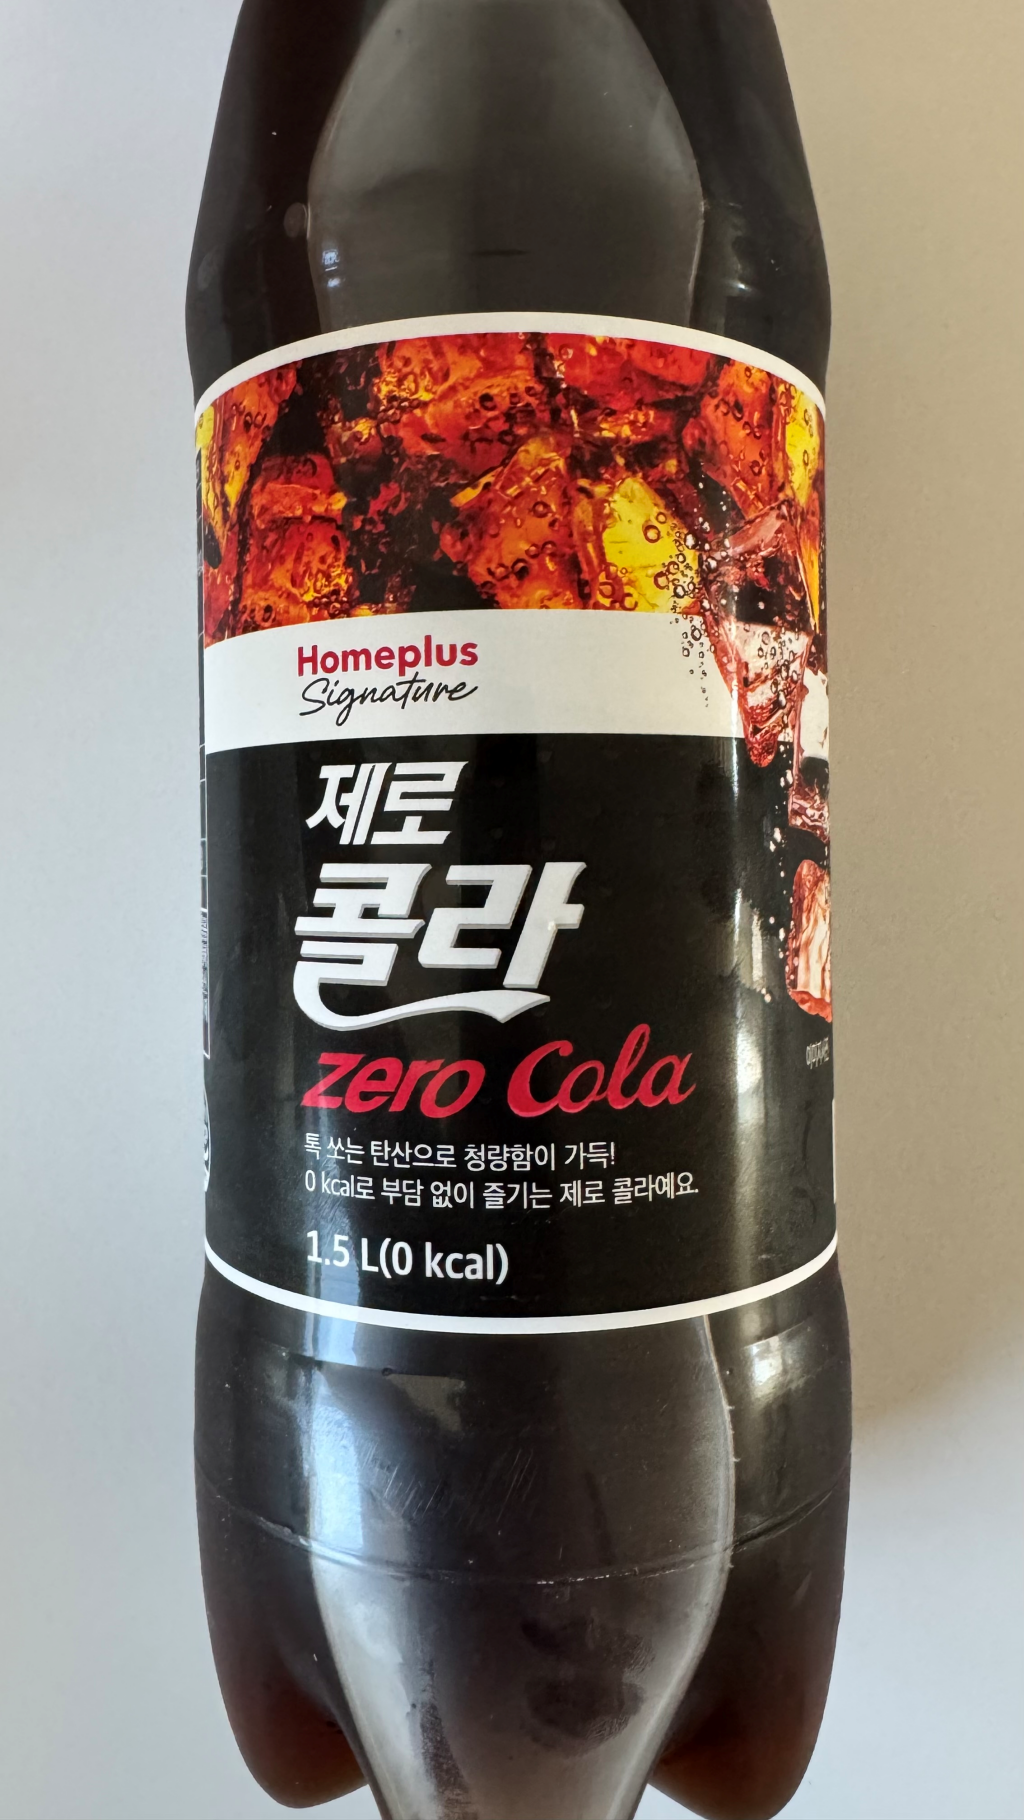 Homeplus
Signature
제로
콜라
zero Cola
톡 쏘는 탄산으로 청량함이 가득!
0 kcal로 부담 없이 즐기는 제로 콜라예요.
1.5 L(0 kcal)